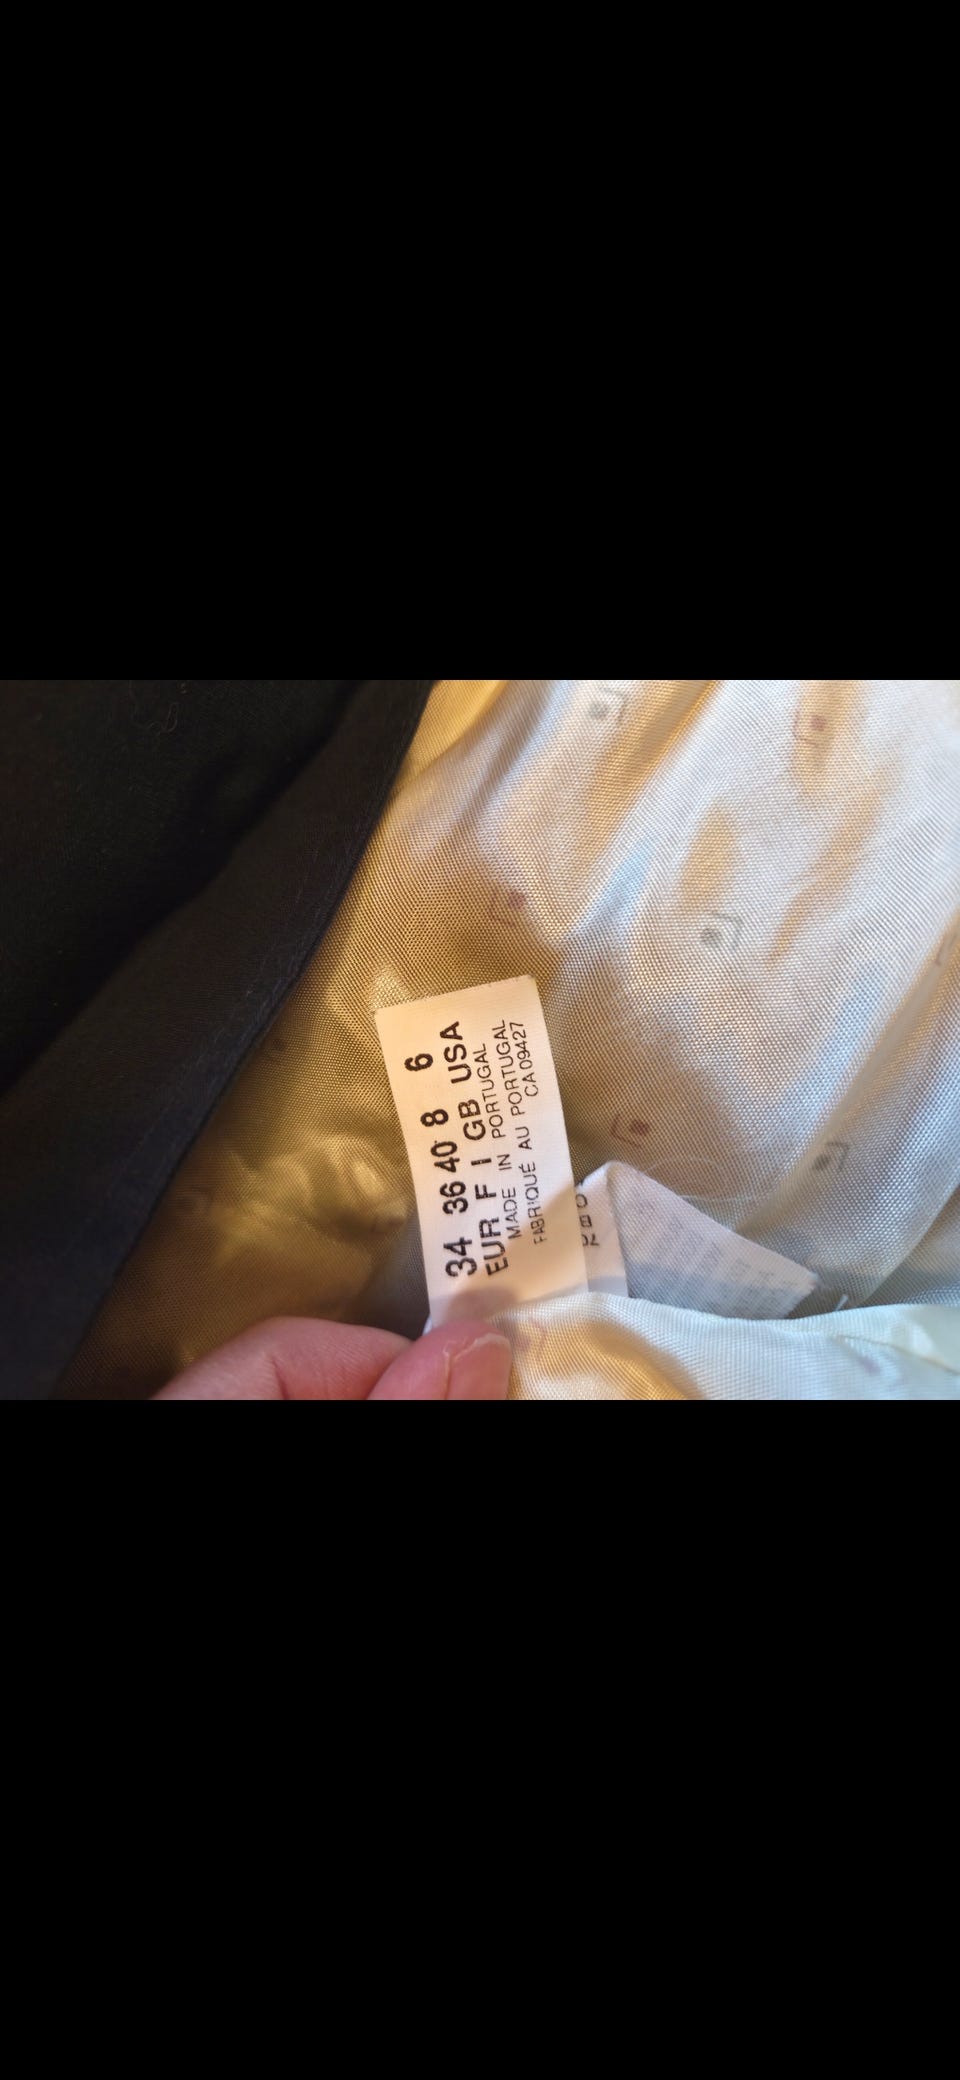 34 36 40 8 6
EUR F I GB USA
MADE IN PORTUGAL
FABRIQUÉ AU PORTUGAL
CA 09427